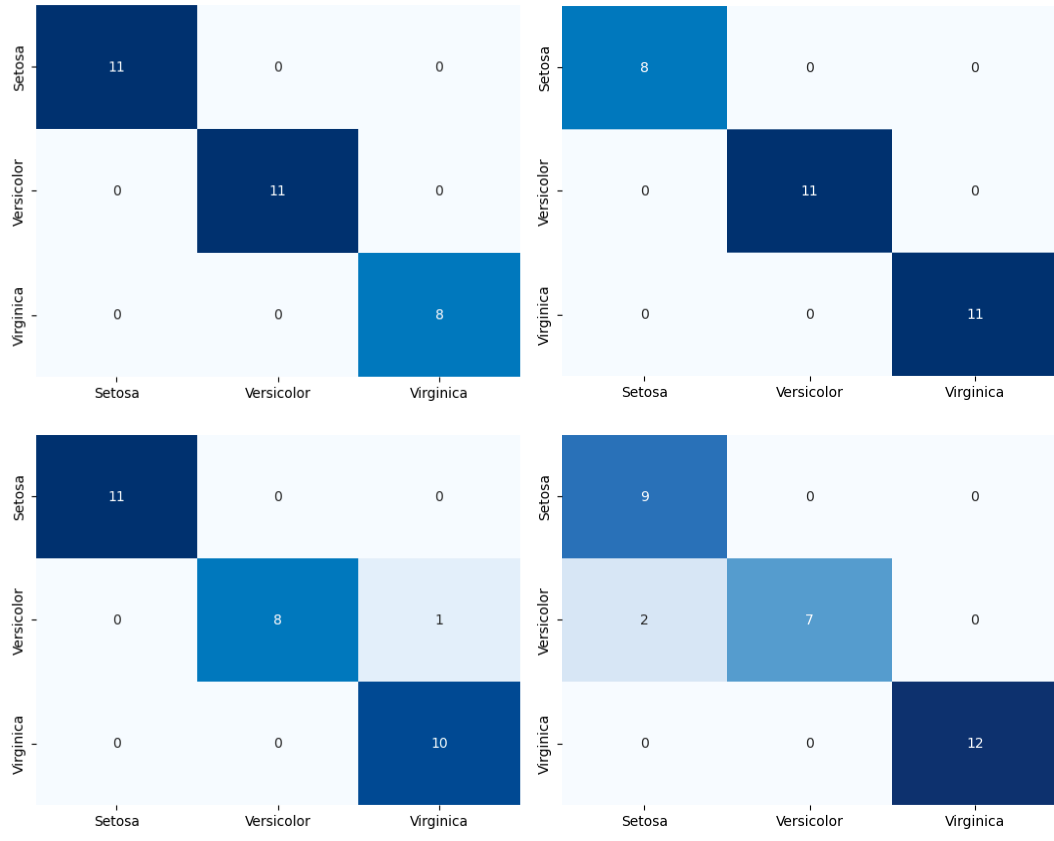 Setosa 11 0 0
Versicolor 0 11 0
Virginica 0 0 8
Setosa Versicolor Virginica
Setosa 8 0 0
Versicolor 0 11 0
Virginica 0 0 11
Setosa Versicolor Virginica
Setosa 11 0 0
Versicolor 0 8 1
Virginica 0 0 10
Setosa Versicolor Virginica
Setosa 9 0 0
Versicolor 2 7 0
Virginica 0 0 12
Setosa Versicolor Virginica